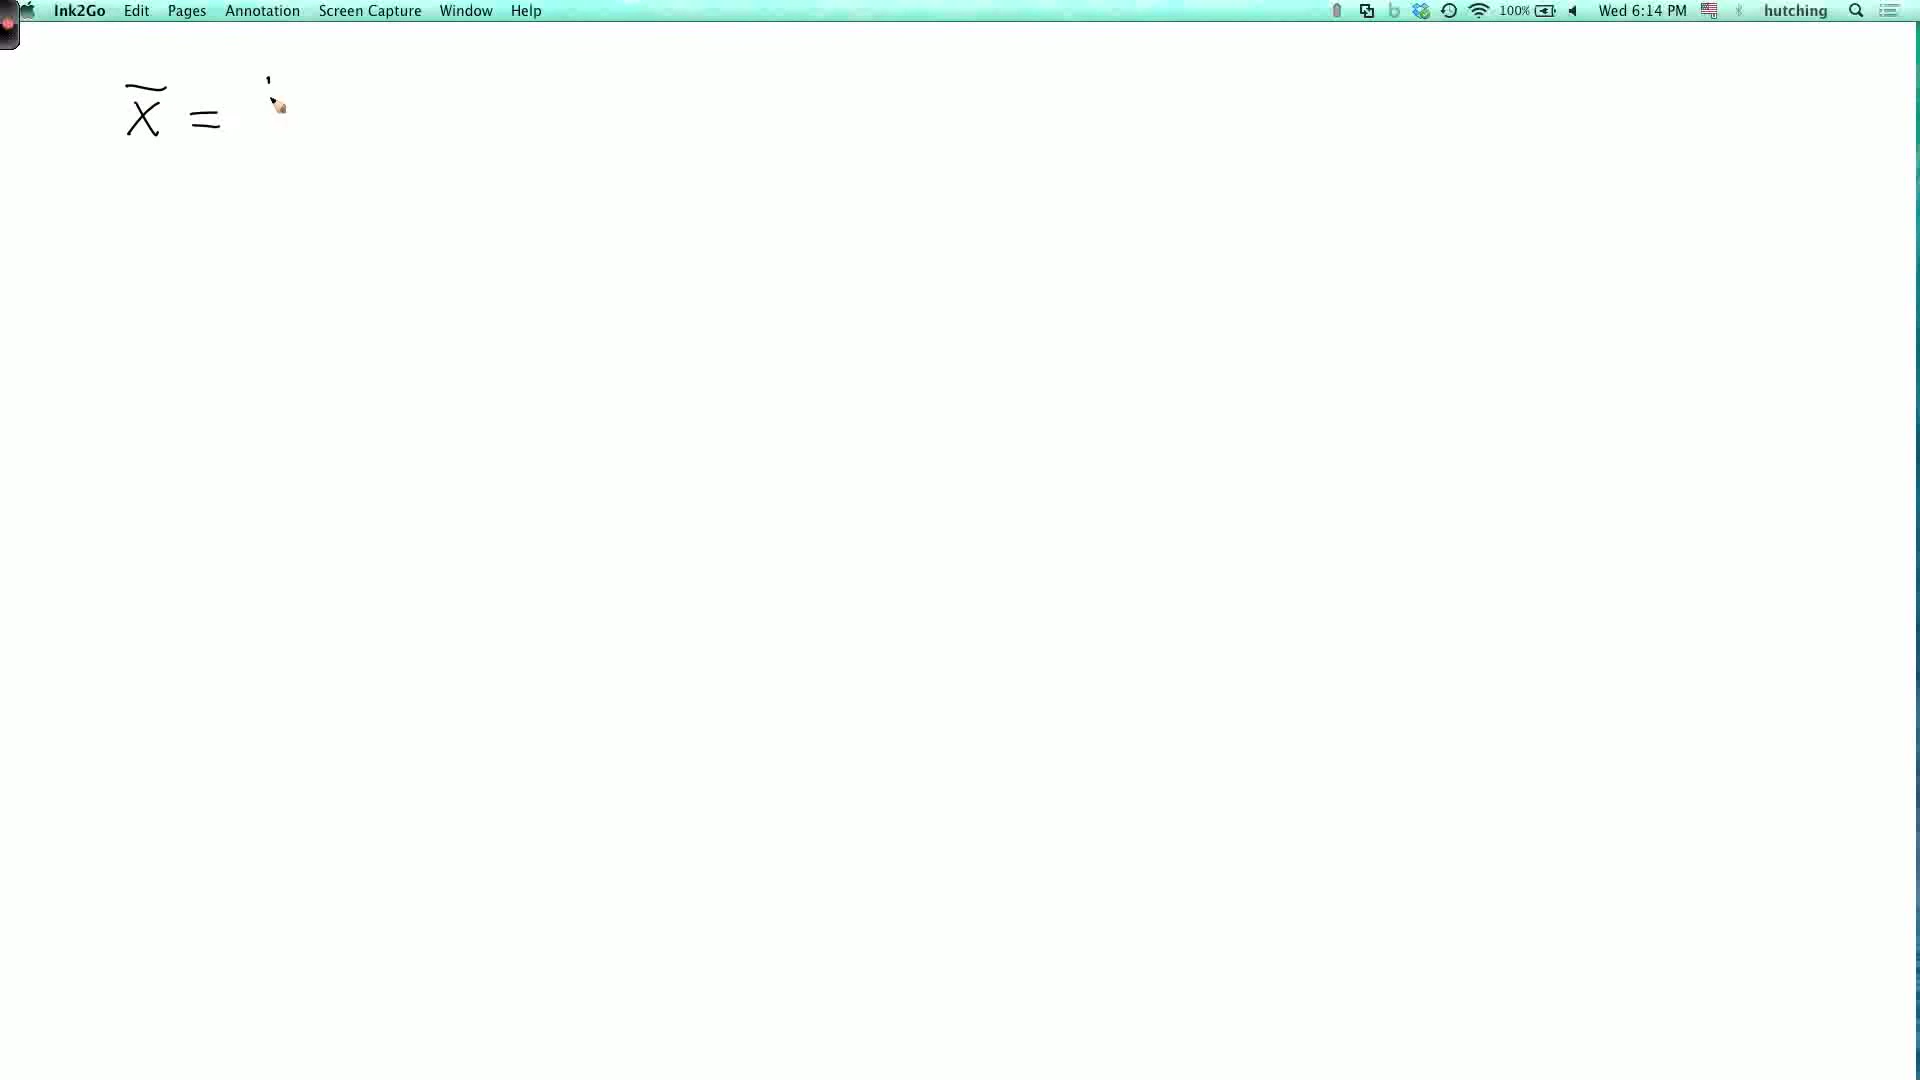 Ink2Go Edit Pages Annotation Screen Capture Window Help 100% Wed 6:14 PM hutching
X̃ =